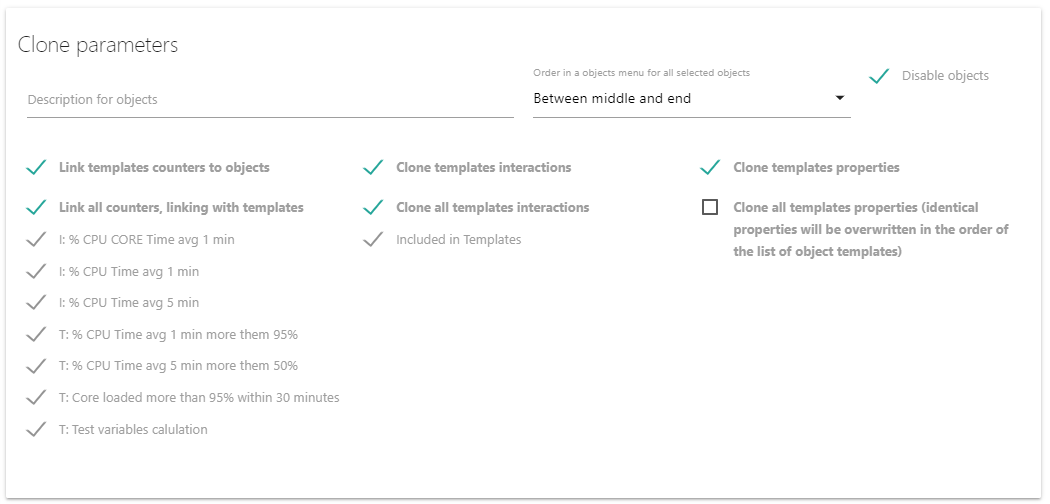 Clone parameters
Order in a objects menu for all selected objects
Disable objects
Description for objects
Between middle and end
Link templates counters to objects
Clone templates interactions
Clone templates properties
Link all counters, linking with templates
Clone all templates interactions
Clone all templates properties (identical
properties will be overwritten in the order of
the list of object templates)
I: % CPU CORE Time avg 1 min
Included in Templates
I: % CPU Time avg 1 min
I: % CPU Time avg 5 min
T: % CPU Time avg 1 min more them 95%
T: % CPU Time avg 5 min more them 50%
T: Core loaded more than 95% within 30 minutes
T: Test variables calulation